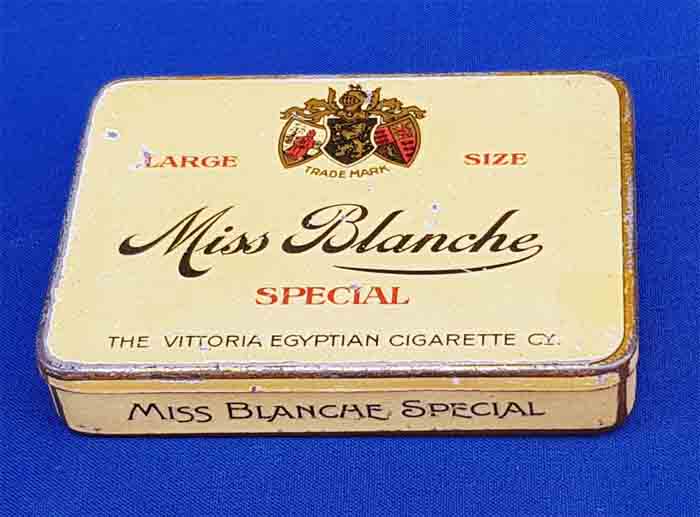 TRADE MARK
LARGE SIZE
Miss Blanche
SPECIAL
THE VITTORIA EGYPTIAN CIGARETTE CY.
MISS BLANCHE SPECIAL